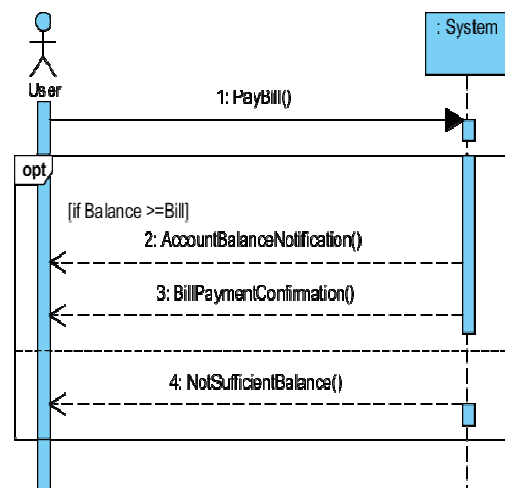 : System
User
1: PayBill()
opt
[if Balance >=Bill]
2: AccountBalanceNotification()
3: BillPaymentConfirmation()
4: NotSufficientBalance()